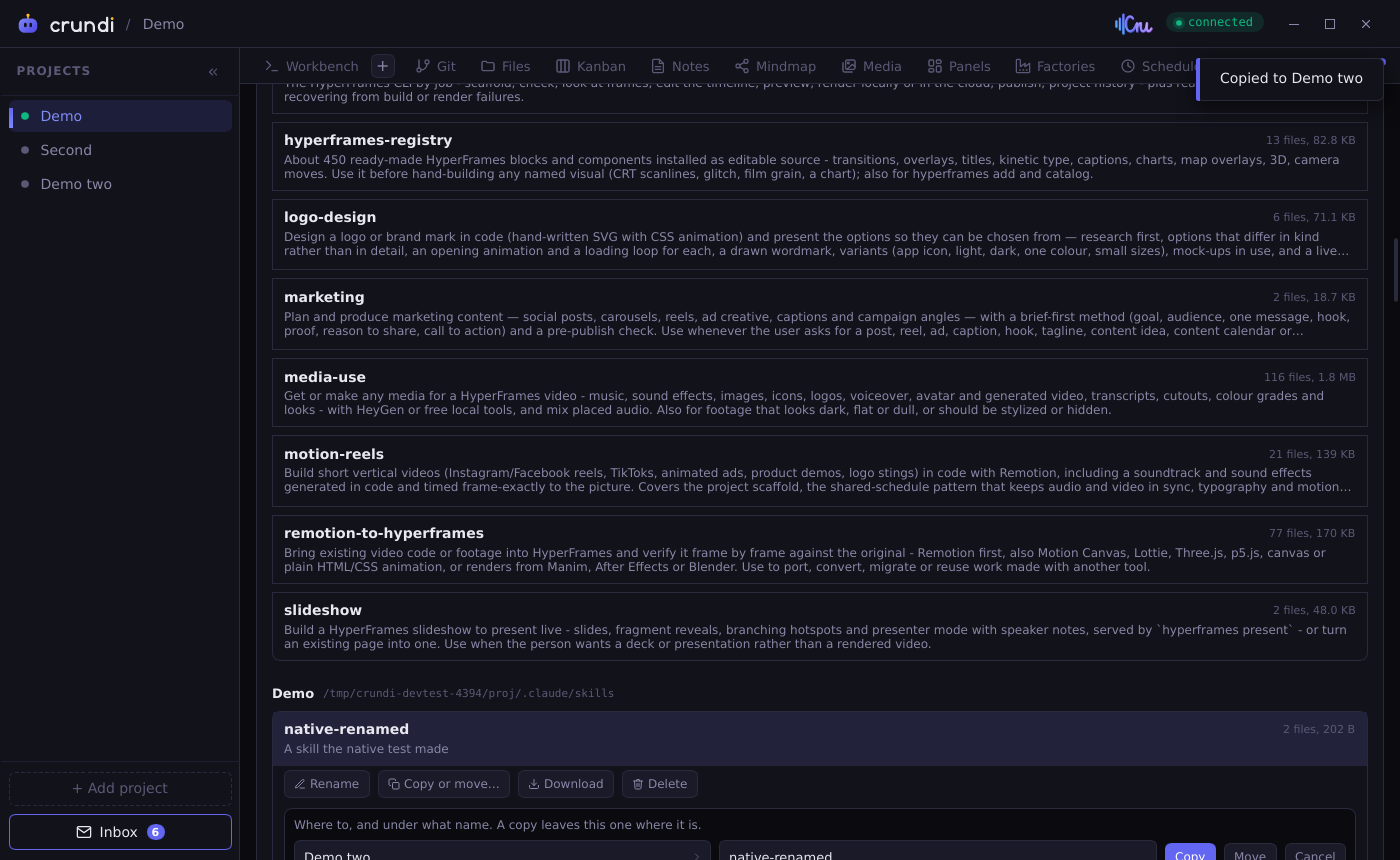 crundi / Demo
Cru
connected
PROJECTS «
Demo
Second
Demo two
+ Add project
Inbox 6
Workbench + Git Files Kanban Notes Mindmap Media Panels Factories
Copied to Demo two
recovering from build or render failures.
hyperframes-registry 13 files, 82.8 KB
About 450 ready-made HyperFrames blocks and components installed as editable source - transitions, overlays, titles, kinetic type, captions, charts, map overlays, 3D, camera
moves. Use it before hand-building any named visual (CRT scanlines, glitch, film grain, a chart); also for hyperframes add and catalog.
logo-design 6 files, 71.1 KB
Design a logo or brand mark in code (hand-written SVG with CSS animation) and present the options so they can be chosen from — research first, options that differ in kind
rather than in detail, an opening animation and a loading loop for each, a drawn wordmark, variants (app icon, light, dark, one colour, small sizes), mock-ups in use, and a live…
marketing 2 files, 18.7 KB
Plan and produce marketing content — social posts, carousels, reels, ad creative, captions and campaign angles — with a brief-first method (goal, audience, one message, hook,
proof, reason to share, call to action) and a pre-publish check. Use whenever the user asks for a post, reel, ad, caption, hook, tagline, content idea, content calendar or…
media-use 116 files, 1.8 MB
Get or make any media for a HyperFrames video - music, sound effects, images, icons, logos, voiceover, avatar and generated video, transcripts, cutouts, colour grades and
looks - with HeyGen or free local tools, and mix placed audio. Also for footage that looks dark, flat or dull, or should be stylized or hidden.
motion-reels 21 files, 139 KB
Build short vertical videos (Instagram/Facebook reels, TikToks, animated ads, product demos, logo stings) in code with Remotion, including a soundtrack and sound effects
generated in code and timed frame-exactly to the picture. Covers the project scaffold, the shared-schedule pattern that keeps audio and video in sync, typography and motion…
remotion-to-hyperframes 77 files, 170 KB
Bring existing video code or footage into HyperFrames and verify it frame by frame against the original - Remotion first, also Motion Canvas, Lottie, Three.js, p5.js, canvas or
plain HTML/CSS animation, or renders from Manim, After Effects or Blender. Use to port, convert, migrate or reuse work made with another tool.
slideshow 2 files, 48.0 KB
Build a HyperFrames slideshow to present live - slides, fragment reveals, branching hotspots and presenter mode with speaker notes, served by `hyperframes present` - or turn
an existing page into one. Use when the person wants a deck or presentation rather than a rendered video.
Demo /tmp/crundi-devtest-4394/proj/.claude/skills
native-renamed 2 files, 202 B
A skill the native test made
Rename Copy or move… Download Delete
Where to, and under what name. A copy leaves this one where it is.
Demo two native-renamed Copy Move Cancel